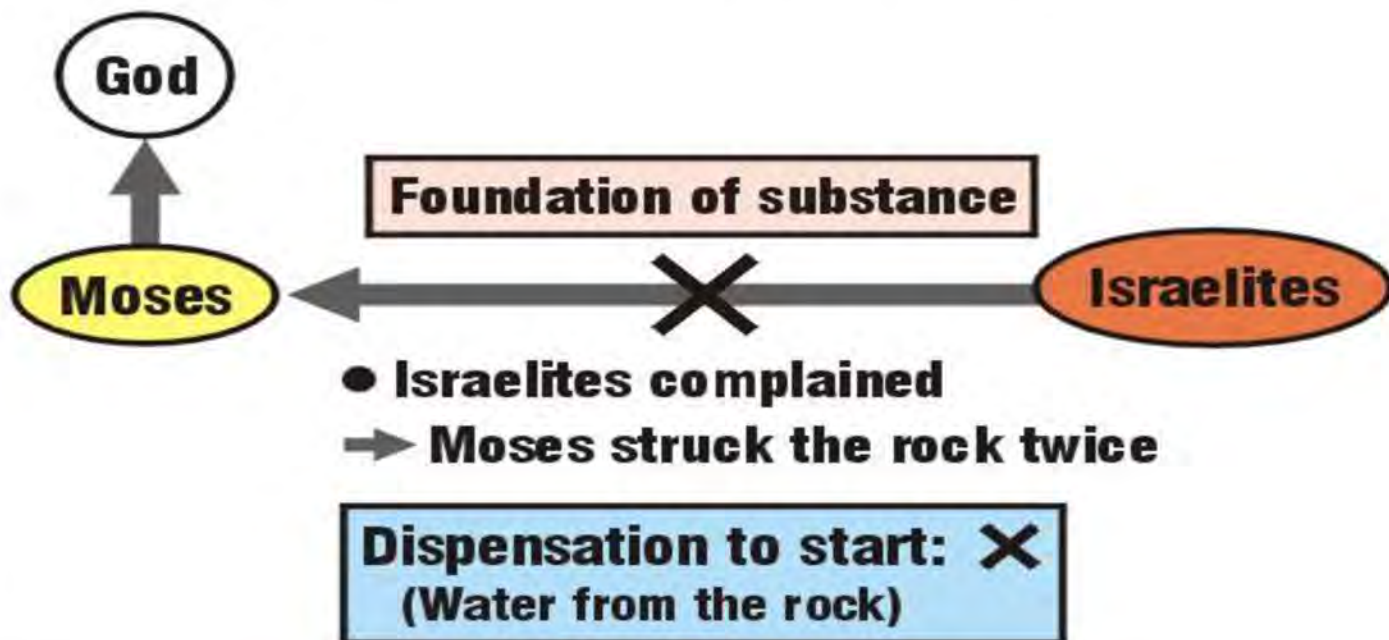 God
Foundation of substance
Moses
Israelites
● Israelites complained
→ Moses struck the rock twice
Dispensation to start: ✕
(Water from the rock)